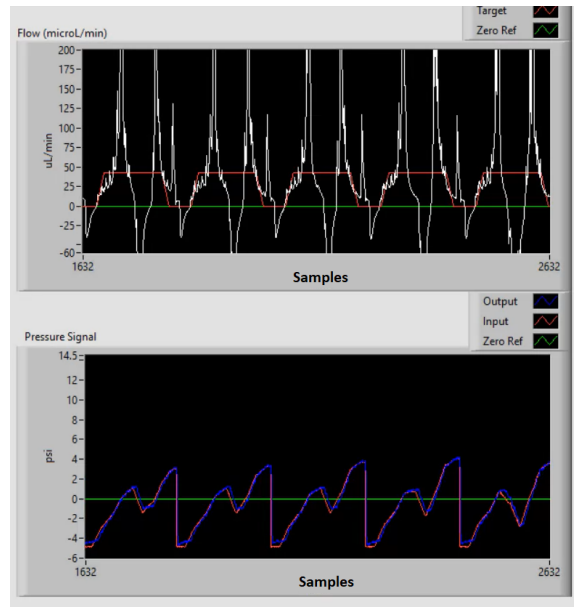 Target
Flow (microL/min)
Zero Ref
200
175
150
125
100
75
50
25
0
-25
-60
uL/min
1632
2632
Samples
Output
Input
Zero Ref
Pressure Signal
14.5
12
10
8
6
4
2
0
-2
-4
-6
psi
1632
2632
Samples